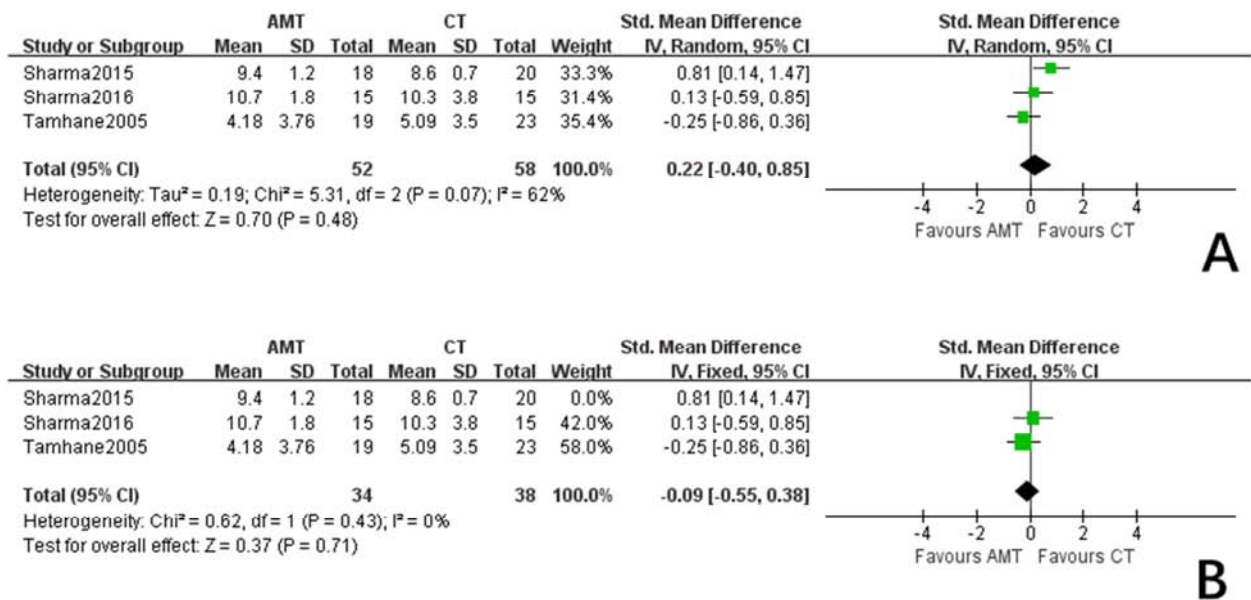 AMT CT Std. Mean Difference Std. Mean Difference
Study or Subgroup Mean SD Total Mean SD Total Weight IV, Random, 95% CI IV, Random, 95% CI
Sharma2015 9.4 1.2 18 8.6 0.7 20 33.3% 0.81 [0.14, 1.47]
Sharma2016 10.7 1.8 15 10.3 3.8 15 31.4% 0.13 [-0.59, 0.85]
Tamhane2005 4.18 3.76 19 5.09 3.5 23 35.4% -0.25 [-0.86, 0.36]
Total (95% CI) 52 58 100.0% 0.22 [-0.40, 0.85]
Heterogeneity: Tau² = 0.19; Chi² = 5.31, df = 2 (P = 0.07); I² = 62%
Test for overall effect: Z = 0.70 (P = 0.48)
-4 -2 0 2 4
Favours AMT Favours CT
A
AMT CT Std. Mean Difference Std. Mean Difference
Study or Subgroup Mean SD Total Mean SD Total Weight IV, Fixed, 95% CI IV, Fixed, 95% CI
Sharma2015 9.4 1.2 18 8.6 0.7 20 0.0% 0.81 [0.14, 1.47]
Sharma2016 10.7 1.8 15 10.3 3.8 15 42.0% 0.13 [-0.59, 0.85]
Tamhane2005 4.18 3.76 19 5.09 3.5 23 58.0% -0.25 [-0.86, 0.36]
Total (95% CI) 34 38 100.0% -0.09 [-0.55, 0.38]
Heterogeneity: Chi² = 0.62, df = 1 (P = 0.43); I² = 0%
Test for overall effect: Z = 0.37 (P = 0.71)
-4 -2 0 2 4
Favours AMT Favours CT
B